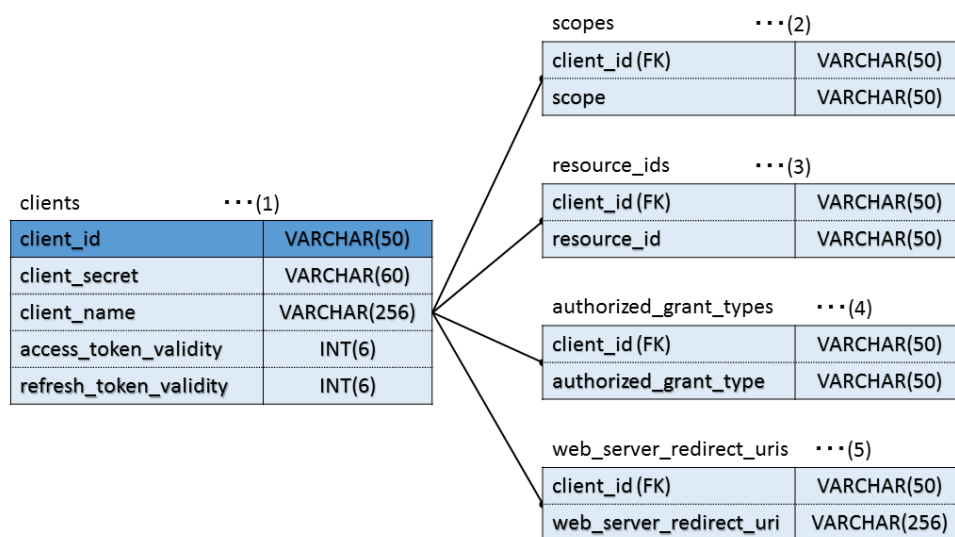 clients ・・・(1)
client_id VARCHAR(50)
client_secret VARCHAR(60)
client_name VARCHAR(256)
access_token_validity INT(6)
refresh_token_validity INT(6)
scopes ・・・(2)
client_id (FK) VARCHAR(50)
scope VARCHAR(50)
resource_ids ・・・(3)
client_id (FK) VARCHAR(50)
resource_id VARCHAR(50)
authorized_grant_types ・・・(4)
client_id (FK) VARCHAR(50)
authorized_grant_type VARCHAR(50)
web_server_redirect_uris ・・・(5)
client_id (FK) VARCHAR(50)
web_server_redirect_uri VARCHAR(256)